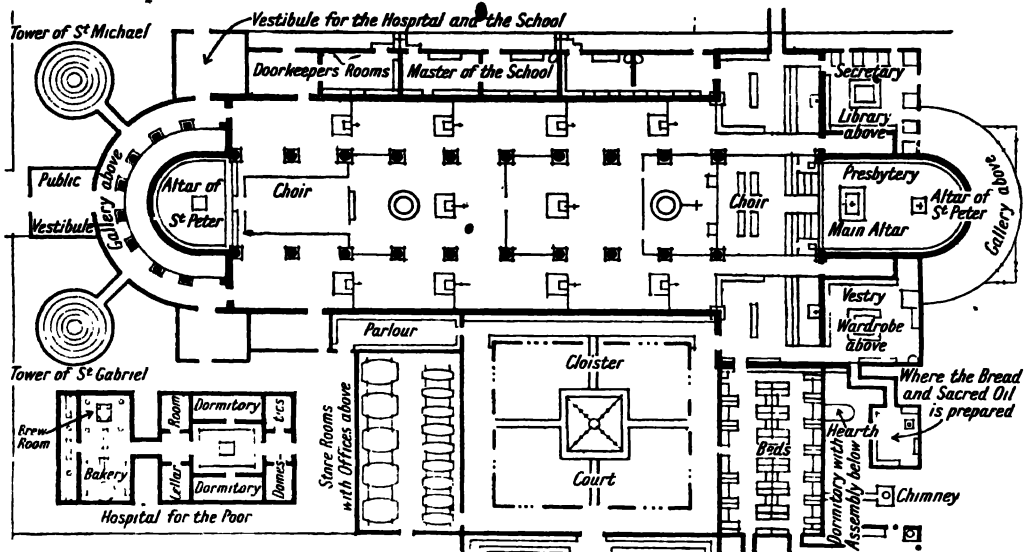 Vestibule for the Hospital and the School
Tower of St Michael
Doorkeepers Rooms
Master of the School
Secretary
Library
above
Public
Vestibule
Gallery above
Altar of
St Peter
Choir
Choir
Presbytery
Main Altar
Altar of
St Peter
Gallery above
Vestry
Wardrobe
above
Parlour
Tower of St Gabriel
Cloister
Court
Store Rooms
with Offices above
Where the Bread
and Sacred Oil
is prepared
Brew
Room
Bakery
Room
Cellar
Dormitory
Dormitory
Domes-
tics
Hospital for the Poor
Beds
Hearth
Dormitory with
Assembly below
Chimney